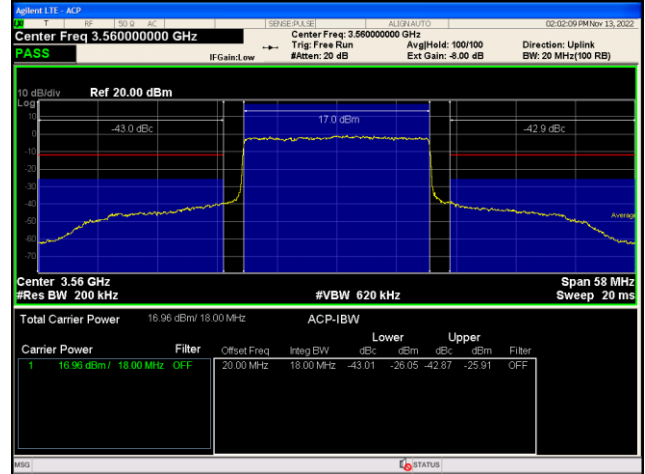 Agilent LTE - ACP
LXI T RF 50 Ω AC SENSE:PULSE ALIGN AUTO 02:02:09 PM Nov 13, 2022
Center Freq 3.560000000 GHz Center Freq: 3.560000000 GHz
Trig: Free Run Avg|Hold: 100/100 Direction: Uplink
PASS IFGain:Low #Atten: 20 dB Ext Gain: -8.00 dB BW: 20 MHz(100 RB)
10 dB/div Ref 20.00 dBm
Log
10
0
-10
-20
-30
-40
-50
-60
-70
-43.0 dBc 17.0 dBm -42.9 dBc
Average
Center 3.56 GHz Span 58 MHz
#Res BW 200 kHz #VBW 620 kHz Sweep 20 ms
Total Carrier Power 16.96 dBm/ 18.00 MHz ACP-IBW
Lower Upper
Carrier Power Filter Offset Freq Integ BW dBc dBm dBc dBm Filter
1 16.96 dBm / 18.00 MHz OFF 20.00 MHz 18.00 MHz -43.01 -26.05 -42.87 -25.91 OFF
MSG STATUS